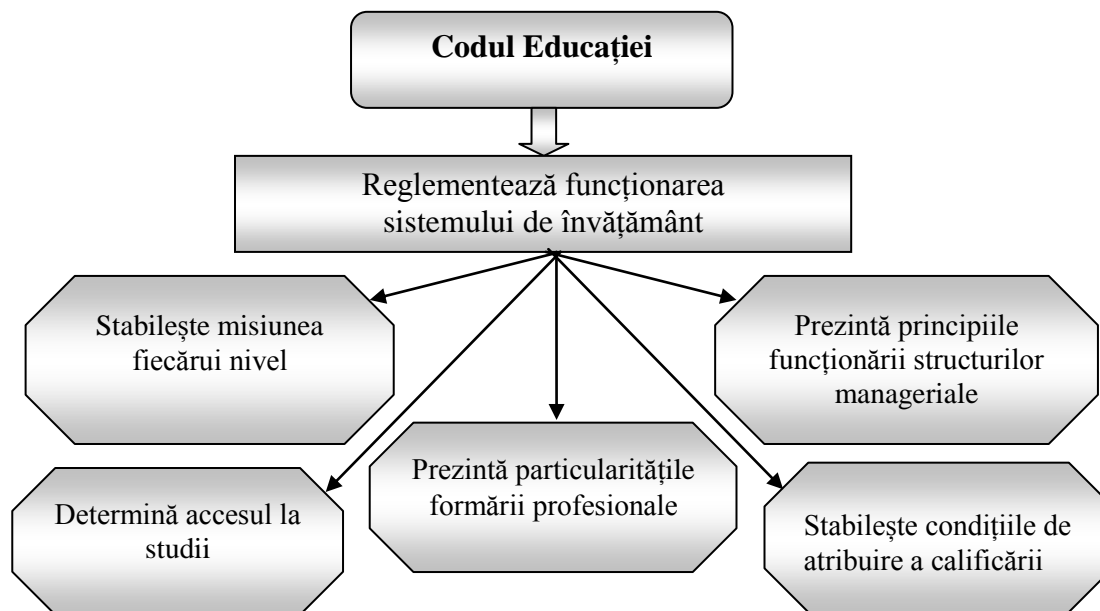 Codul Educației
Reglementează funcționarea
sistemului de învățământ
Stabilește misiunea
fiecărui nivel
Prezintă principiile
funcționării structurilor
manageriale
Determină accesul la
studii
Prezintă particularitățile
formării profesionale
Stabilește condițiile de
atribuire a calificării